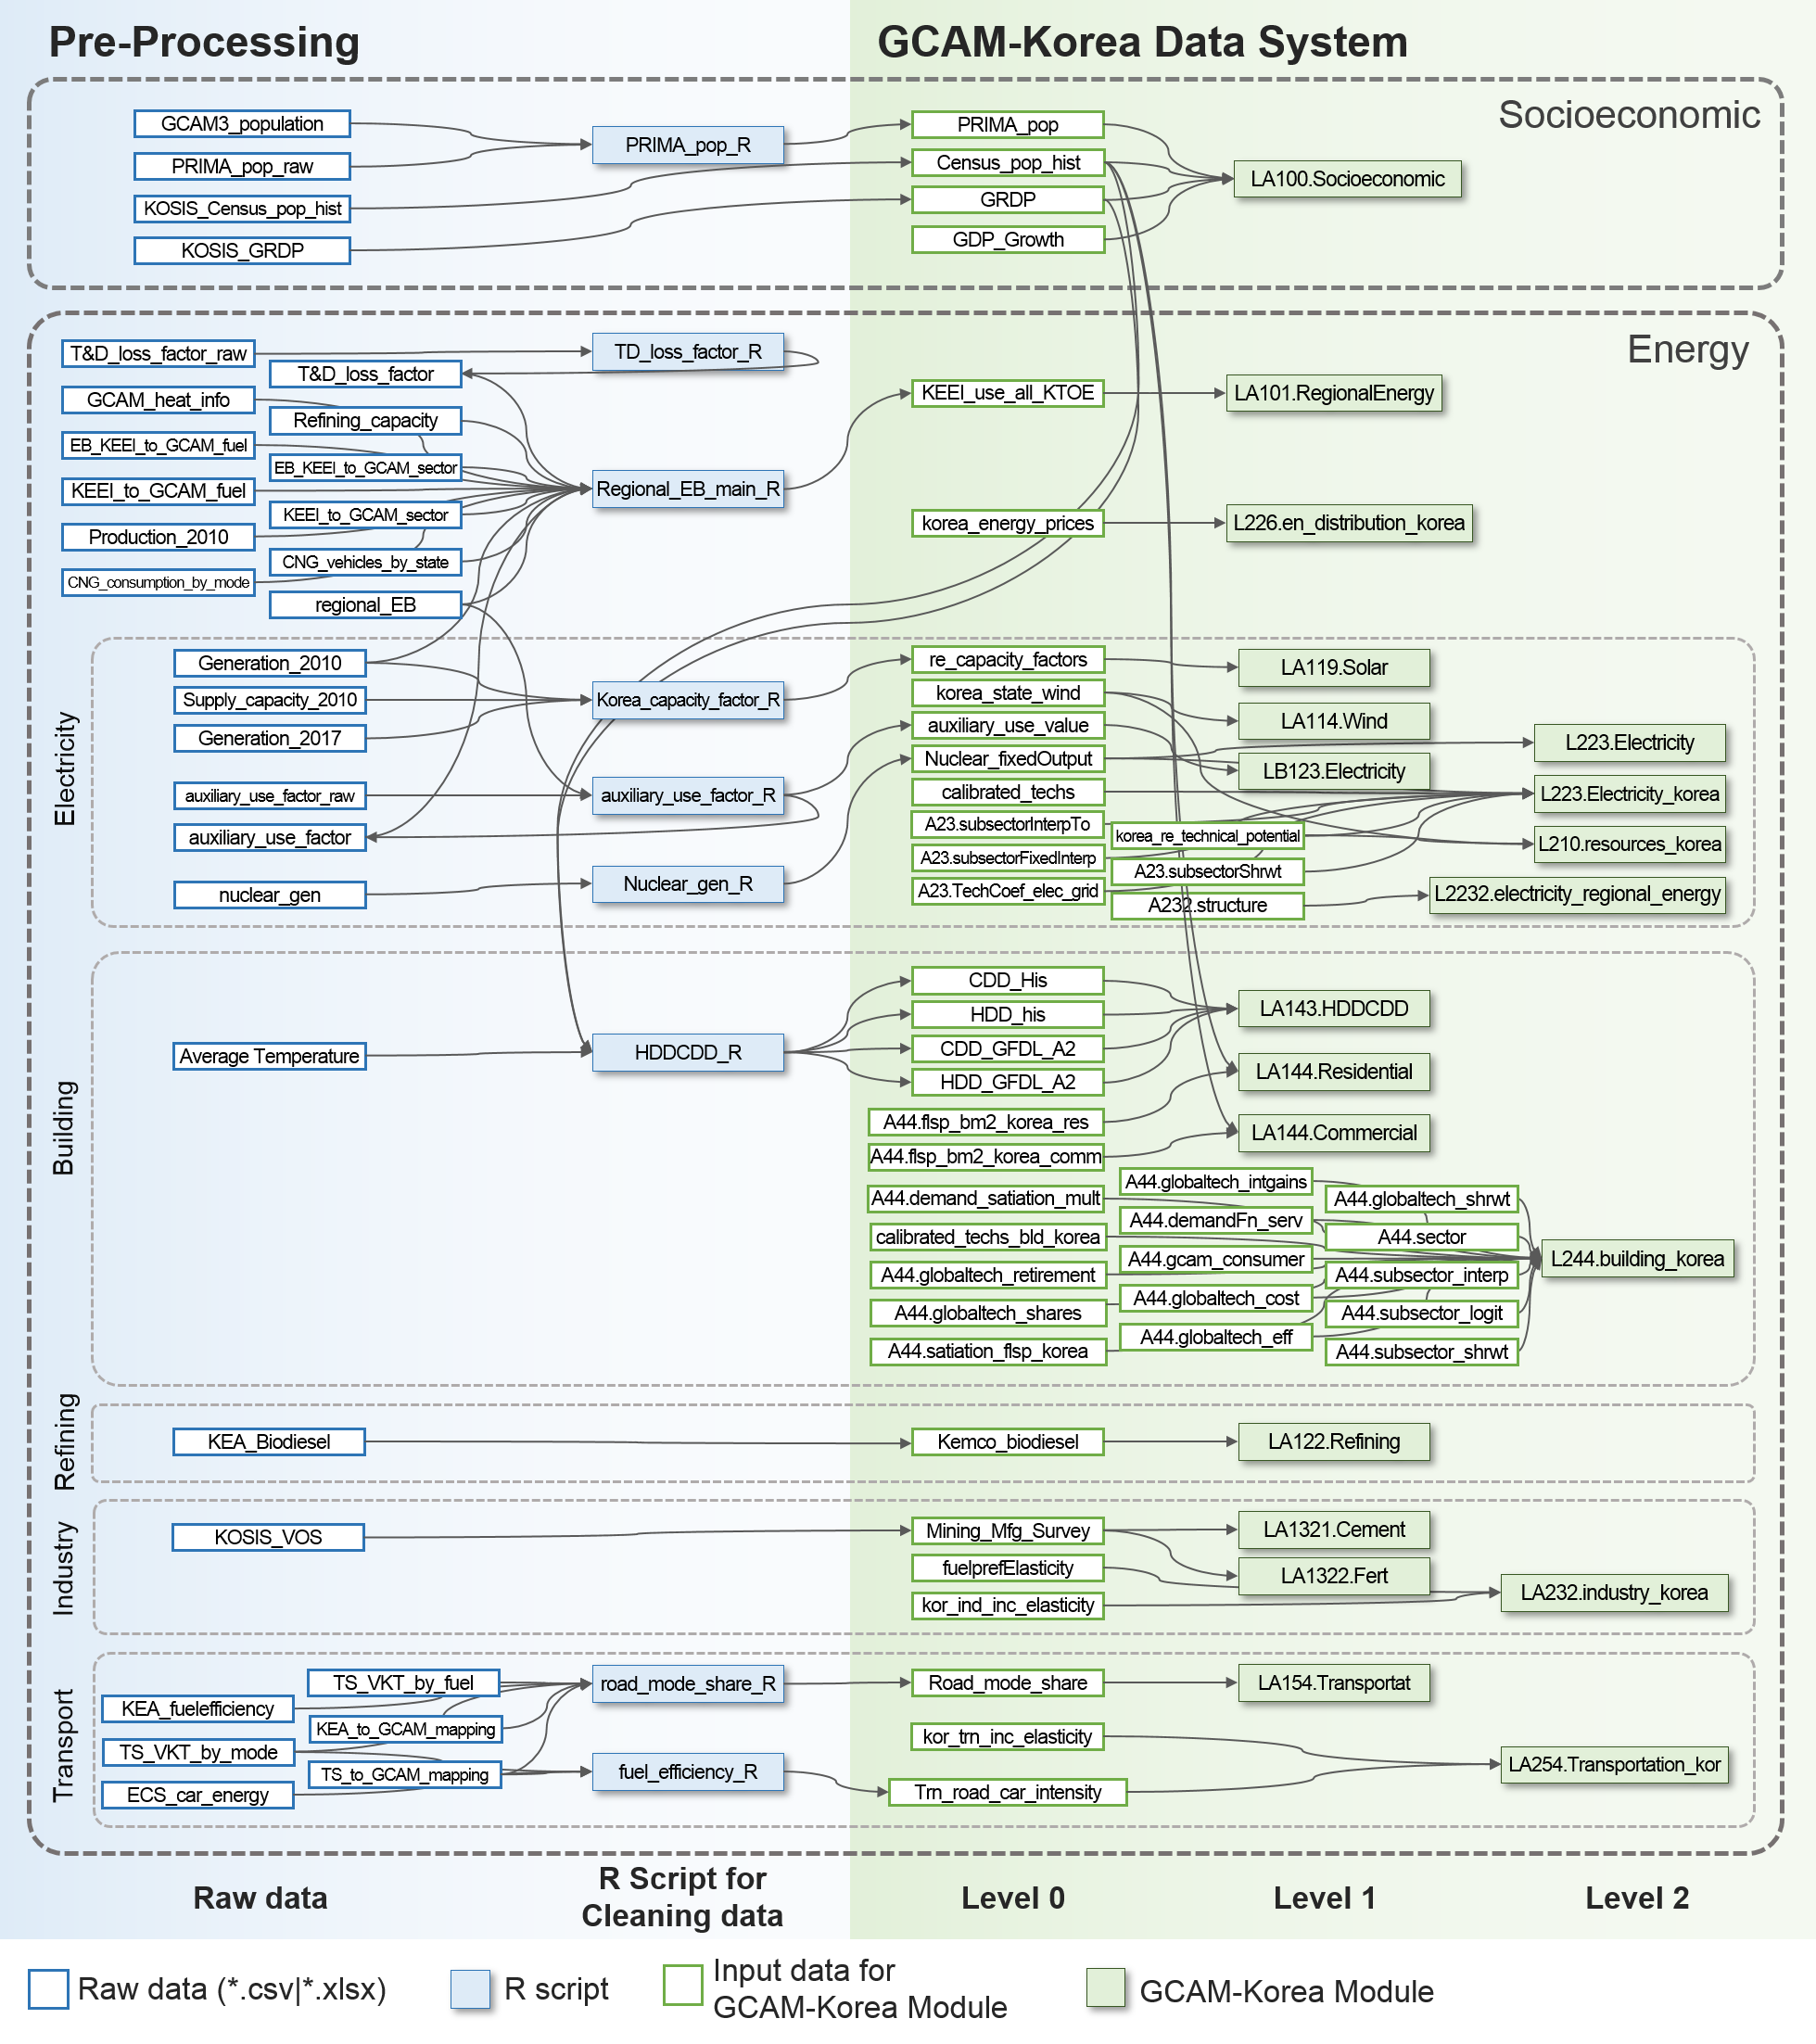 Pre-Processing
GCAM-Korea Data System
Socioeconomic
GCAM3_population
PRIMA_pop_raw
KOSIS_Census_pop_hist
KOSIS_GRDP
PRIMA_pop_R
PRIMA_pop
Census_pop_hist
GRDP
GDP_Growth
LA100.Socioeconomic
Energy
T&D_loss_factor_raw
T&D_loss_factor
GCAM_heat_info
Refining_capacity
EB_KEEI_to_GCAM_fuel
EB_KEEI_to_GCAM_sector
KEEI_to_GCAM_fuel
KEEI_to_GCAM_sector
Production_2010
CNG_vehicles_by_state
CNG_consumption_by_mode
regional_EB
TD_loss_factor_R
Regional_EB_main_R
KEEI_use_all_KTOE
korea_energy_prices
LA101.RegionalEnergy
L226.en_distribution_korea
Electricity
Generation_2010
Supply_capacity_2010
Generation_2017
auxiliary_use_factor_raw
auxiliary_use_factor
nuclear_gen
Korea_capacity_factor_R
auxiliary_use_factor_R
Nuclear_gen_R
re_capacity_factors
korea_state_wind
auxiliary_use_value
Nuclear_fixedOutput
calibrated_techs
A23.subsectorInterpTo
A23.subsectorFixedInterp
A23.TechCoef_elec_grid
korea_re_technical_potential
A23.subsectorShrwt
A232.structure
LA119.Solar
LA114.Wind
LB123.Electricity
L223.Electricity
L223.Electricity_korea
L210.resources_korea
L2232.electricity_regional_energy
Building
Average Temperature
HDDCDD_R
CDD_His
HDD_his
CDD_GFDL_A2
HDD_GFDL_A2
A44.flsp_bm2_korea_res
A44.flsp_bm2_korea_comm
A44.demand_satiation_mult
calibrated_techs_bld_korea
A44.globaltech_retirement
A44.globaltech_shares
A44.satiation_flsp_korea
LA143.HDDCDD
LA144.Residential
LA144.Commercial
A44.globaltech_intgains
A44.demandFn_serv
A44.gcam_consumer
A44.globaltech_cost
A44.globaltech_eff
A44.globaltech_shrwt
A44.sector
A44.subsector_interp
A44.subsector_logit
A44.subsector_shrwt
L244.building_korea
Refining
KEA_Biodiesel
Kemco_biodiesel
LA122.Refining
Industry
KOSIS_VOS
Mining_Mfg_Survey
fuelprefElasticity
kor_ind_inc_elasticity
LA1321.Cement
LA1322.Fert
LA232.industry_korea
Transport
TS_VKT_by_fuel
KEA_fuelefficiency
KEA_to_GCAM_mapping
TS_VKT_by_mode
TS_to_GCAM_mapping
ECS_car_energy
road_mode_share_R
fuel_efficiency_R
Road_mode_share
kor_trn_inc_elasticity
Trn_road_car_intensity
LA154.Transportat
LA254.Transportation_kor
Raw data
R Script for
Cleaning data
Level 0
Level 1
Level 2
Raw data (*.csv|*.xlsx)
R script
Input data for
GCAM-Korea Module
GCAM-Korea Module